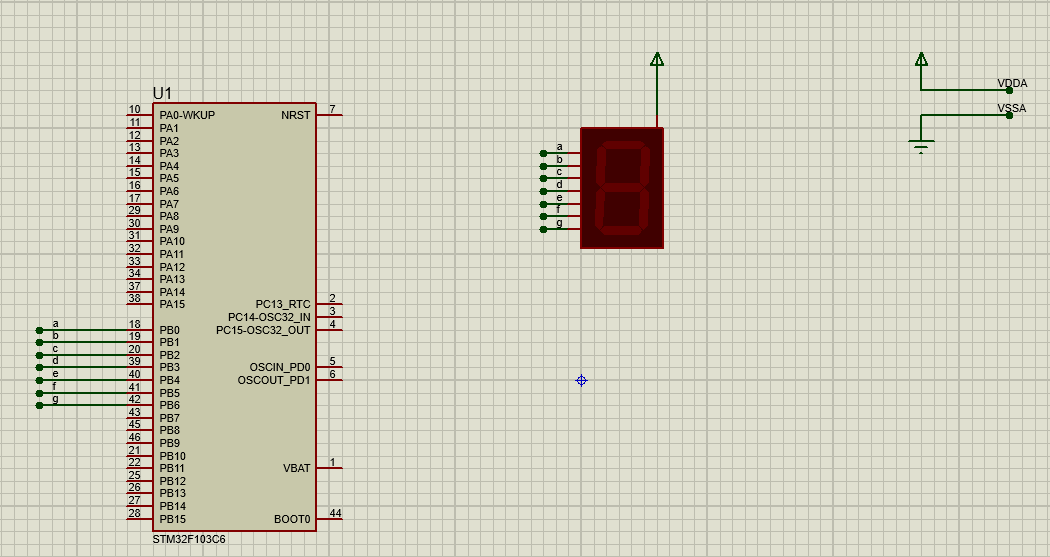 U1
10 PA0-WKUP NRST 7
11 PA1
12 PA2
13 PA3
14 PA4
15 PA5
16 PA6
17 PA7
29 PA8
30 PA9
31 PA10
32 PA11
33 PA12
34 PA13
37 PA14
38 PA15 PC13_RTC 2
PC14-OSC32_IN 3
a 18 PB0 PC15-OSC32_OUT 4
b 19 PB1
c 20 PB2
d 39 PB3 OSCIN_PD0 5
e 40 PB4 OSCOUT_PD1 6
f 41 PB5
g 42 PB6
43 PB7
45 PB8
46 PB9
21 PB10
22 PB11 VBAT 1
25 PB12
26 PB13
27 PB14
28 PB15 BOOT0 44
STM32F103C6
a
b
c
d
e
f
g
VDDA
VSSA